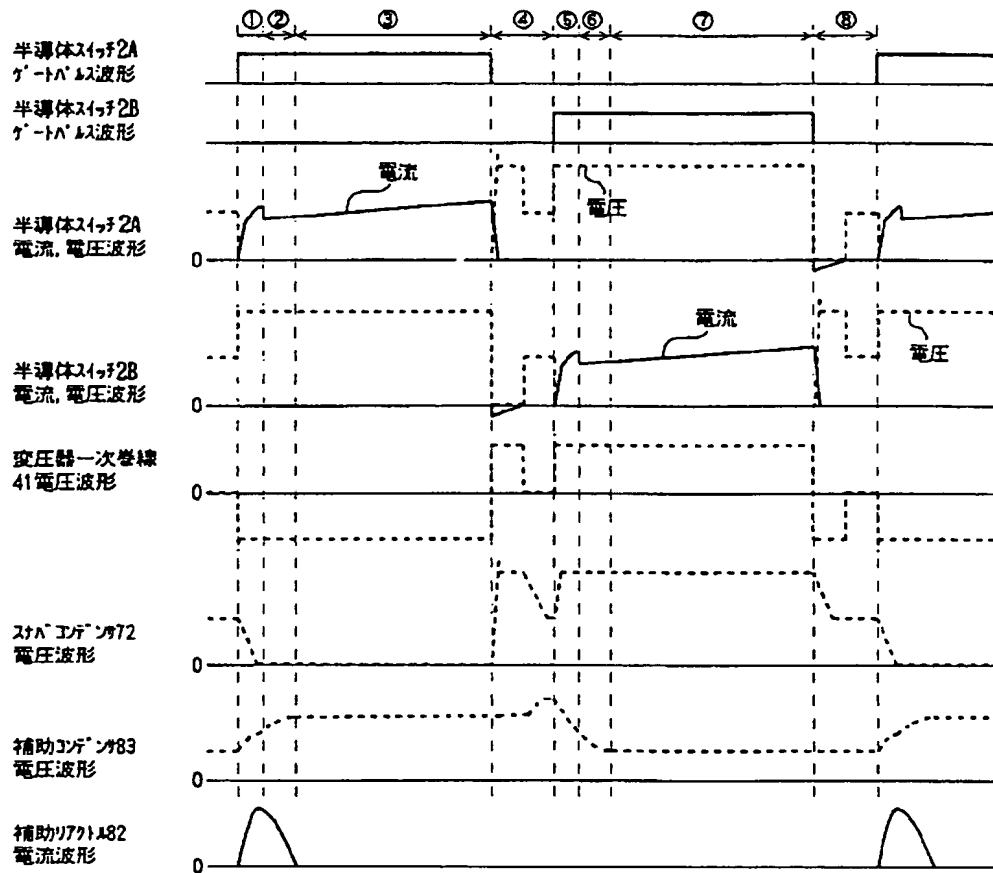 ① ② ③ ④ ⑤ ⑥ ⑦ ⑧
半導体スイッチ2A
ゲートパルス波形
半導体スイッチ2B
ゲートパルス波形
電流
電圧
半導体スイッチ2A
電流,電圧波形
0
電流
電圧
半導体スイッチ2B
電流,電圧波形
0
変圧器一次巻線
41電圧波形
0
スナバコンデンサ72
電圧波形
0
補助コンデンサ83
電圧波形
0
補助リアクトル82
電流波形
0